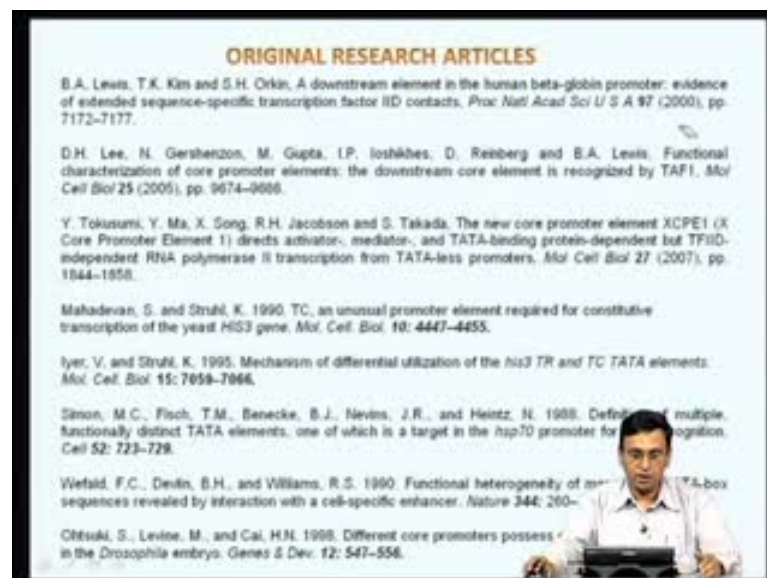 ORIGINAL RESEARCH ARTICLES
B.A. Lewis, T.K. Kim and S.H. Orkin, A downstream element in the human beta-globin promoter: evidence
of extended sequence-specific transcription factor IID contacts, Proc Natl Acad Sci U S A 97 (2000), pp.
7172–7177.
D.H. Lee, N. Gershenzon, M. Gupta, I.P. Ioshikhes, D. Reinberg and B.A. Lewis, Functional
characterization of core promoter elements: the downstream core element is recognized by TAF1, Mol
Cell Biol 25 (2005), pp. 9674–9686.
Y. Tokusumi, Y. Ma, X. Song, R.H. Jacobson and S. Takada, The new core promoter element XCPE1 (X
Core Promoter Element 1) directs activator-, mediator-, and TATA-binding protein-dependent but TFIID-
independent RNA polymerase II transcription from TATA-less promoters, Mol Cell Biol 27 (2007), pp.
1844–1858.
Mahadevan, S. and Struhl, K. 1990. TC, an unusual promoter element required for constitutive
transcription of the yeast HIS3 gene. Mol. Cell. Biol. 10: 4447–4455.
Iyer, V. and Struhl, K. 1995. Mechanism of differential utilization of the his3 TR and TC TATA elements.
Mol. Cell. Biol. 15: 7059–7066.
Simon, M.C., Fisch, T.M., Benecke, B.J., Nevins, J.R., and Heintz, N. 1988. multiple,
functionally distinct TATA elements, one of which is a target in the hsp70 promoter for
Cell 52: 723–729.
Wefald, F.C., Devlin, B.H., and Williams, R.S. 1990. Functional heterogeneity of
sequences revealed by interaction with a cell-specific enhancer. Nature 344: 260–
Ohtsuki, S., Levine, M., and Cai, H.N. 1998. Different core promoters possess
in the Drosophila embryo. Genes & Dev. 12: 547–556.